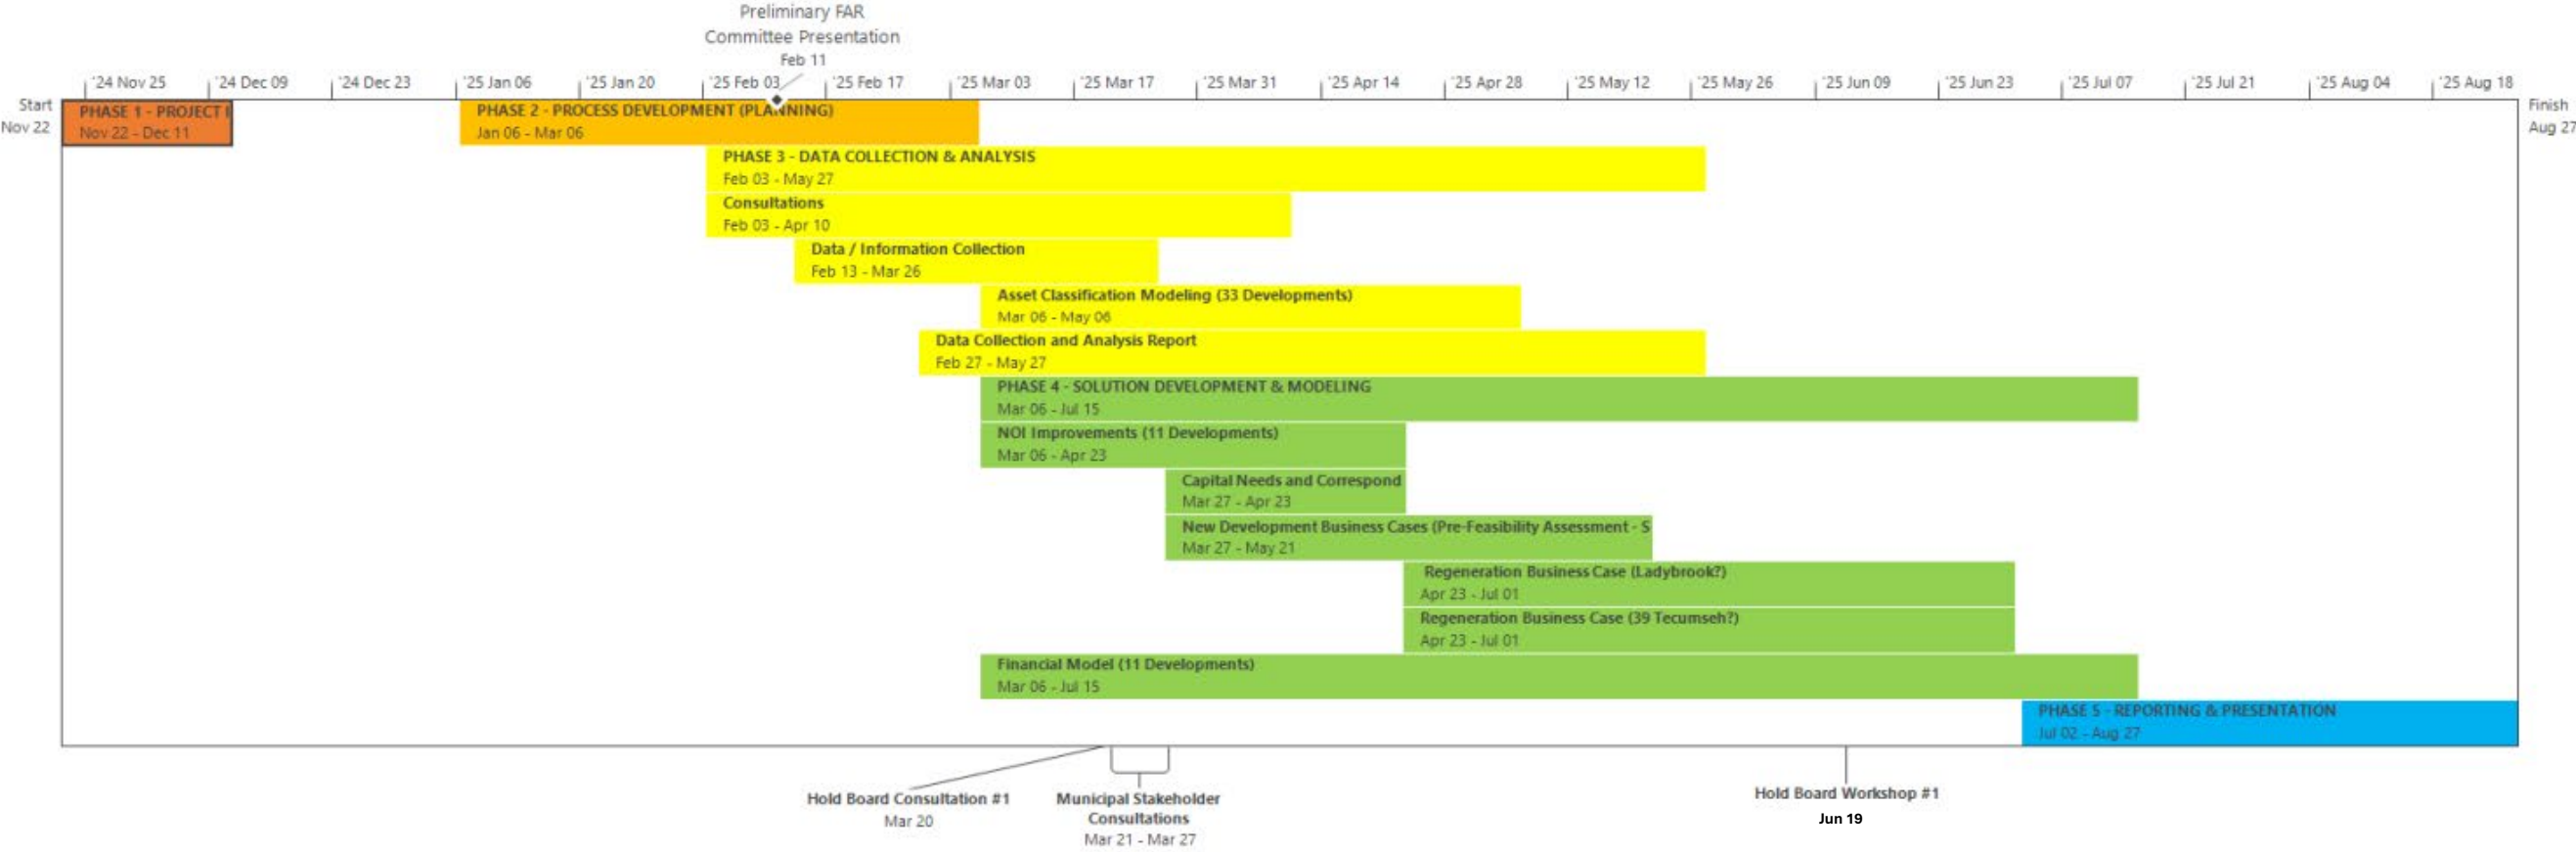 Preliminary FAR
Committee Presentation
Feb 11
'24 Nov 25
'24 Dec 09
'24 Dec 23
'25 Jan 06
'25 Jan 20
'25 Feb 03
'25 Feb 17
'25 Mar 03
'25 Mar 17
'25 Mar 31
'25 Apr 14
'25 Apr 28
'25 May 12
'25 May 26
'25 Jun 09
'25 Jun 23
'25 Jul 07
'25 Jul 21
'25 Aug 04
'25 Aug 18
Start
Nov 22
Finish
Aug 27
PHASE 1 - PROJECT
Nov 22 - Dec 11
PHASE 2 - PROCESS DEVELOPMENT (PLANNING)
Jan 06 - Mar 06
PHASE 3 - DATA COLLECTION & ANALYSIS
Feb 03 - May 27
Consultations
Feb 03 - Apr 10
Data / Information Collection
Feb 13 - Mar 26
Asset Classification Modeling (33 Developments)
Mar 06 - May 06
Data Collection and Analysis Report
Feb 27 - May 27
PHASE 4 - SOLUTION DEVELOPMENT & MODELING
Mar 06 - Jul 15
NOI Improvements (11 Developments)
Mar 06 - Apr 23
Capital Needs and Correspond
Mar 27 - Apr 23
New Development Business Cases (Pre-Feasibility Assessment - S
Mar 27 - May 21
Regeneration Business Case (Ladybrook?)
Apr 23 - Jul 01
Regeneration Business Case (39 Tecumseh?)
Apr 23 - Jul 01
Financial Model (11 Developments)
Mar 06 - Jul 15
PHASE 5 - REPORTING & PRESENTATION
Jul 02 - Aug 27
Hold Board Consultation #1
Mar 20
Municipal Stakeholder
Consultations
Mar 21 - Mar 27
Hold Board Workshop #1
Jun 19